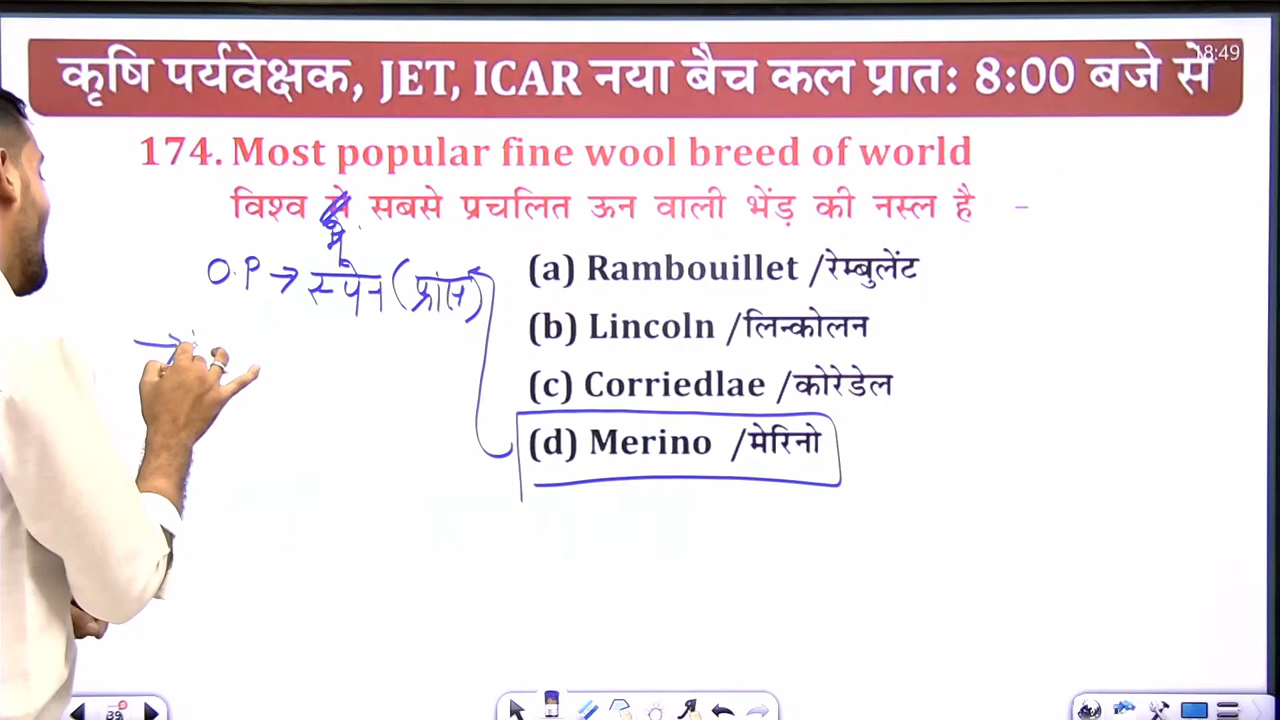 कृषि पर्यवेक्षक, JET, ICAR नया बैच कल प्रात: 8:00 बजे से
18:49
174. Most popular fine wool breed of world
विश्व सबसे प्रचलित ऊन वाली भेंड़ की नस्ल है -
O.P → स्पेन (फ्रांस)
(a) Rambouillet /रेम्बुलेंट
(b) Lincoln /लिन्कोलन
(c) Corriedlae /कोरेडेल
(d) Merino /मेरिनो
39